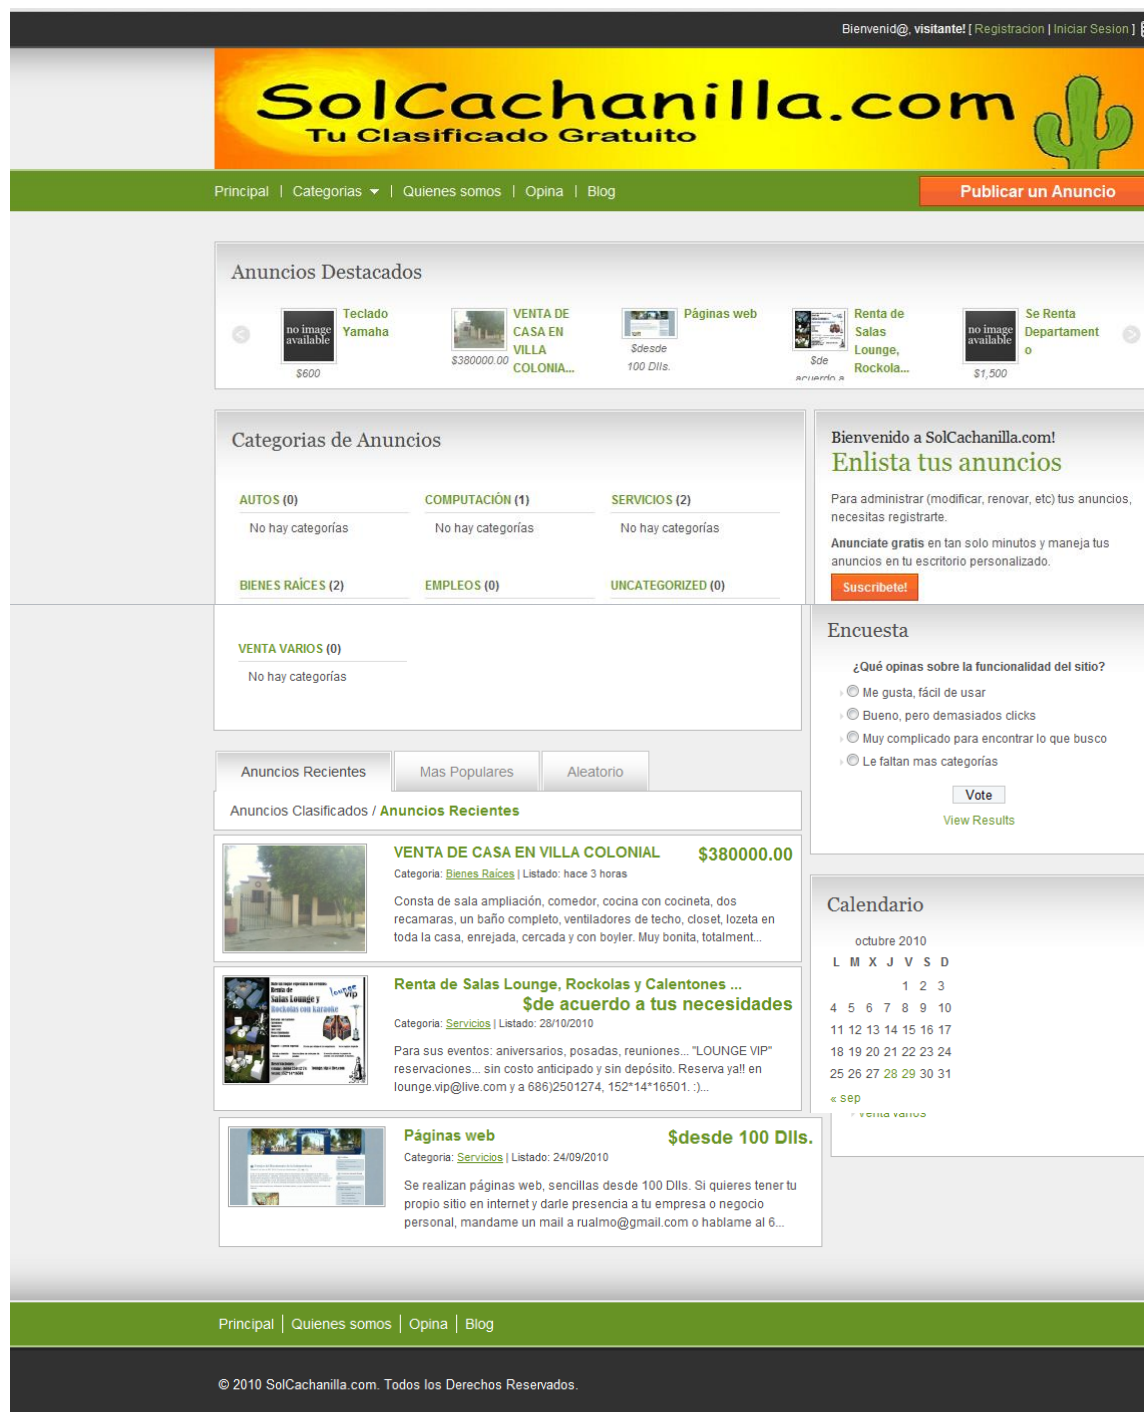 Bienvenid@, visitante! [ Registracion | Iniciar Sesion ]
SolCachanilla.com
Tu Clasificado Gratuito
Principal | Categorias | Quienes somos | Opina | Blog
Publicar un Anuncio
Anuncios Destacados
no image available
$600
Teclado Yamaha
$380000.00
VENTA DE CASA EN VILLA COLONIA...
$desde 100 Dlls.
Páginas web
$de acuerdo a
Renta de Salas Lounge, Rockola...
no image available
$1,500
Se Renta Departamento
Categorias de Anuncios
AUTOS (0)
No hay categorías
COMPUTACIÓN (1)
No hay categorías
SERVICIOS (2)
No hay categorías
BIENES RAÍCES (2)
EMPLEOS (0)
UNCATEGORIZED (0)
VENTA VARIOS (0)
No hay categorías
Bienvenido a SolCachanilla.com!
Enlista tus anuncios
Para administrar (modificar, renovar, etc) tus anuncios,
necesitas registrarte.
Anunciate gratis en tan solo minutos y maneja tus
anuncios en tu escritorio personalizado.
Suscribete!
Encuesta
¿Qué opinas sobre la funcionalidad del sitio?
Me gusta, fácil de usar
Bueno, pero demasiados clicks
Muy complicado para encontrar lo que busco
Le faltan mas categorías
Vote
View Results
Anuncios Recientes
Mas Populares
Aleatorio
Anuncios Clasificados / Anuncios Recientes
VENTA DE CASA EN VILLA COLONIAL $380000.00
Categoria: Bienes Raíces | Listado: hace 3 horas
Consta de sala ampliación, comedor, cocina con cocineta, dos
recamaras, un baño completo, ventiladores de techo, closet, lozeta en
toda la casa, enrejada, cercada y con boyler. Muy bonita, totalment...
Renta de Salas Lounge y Rockolas con karaoke
lounge vip
Renta de Salas Lounge, Rockolas y Calentones ...
$de acuerdo a tus necesidades
Categoria: Servicios | Listado: 28/10/2010
Para sus eventos: aniversarios, posadas, reuniones... "LOUNGE VIP"
reservaciones... sin costo anticipado y sin depósito. Reserva ya!! en
lounge.vip@live.com y a 686)2501274, 152*14*16501. :)...
Páginas web $desde 100 Dlls.
Categoria: Servicios | Listado: 24/09/2010
Se realizan páginas web, sencillas desde 100 Dlls. Si quieres tener tu
propio sitio en internet y darle presencia a tu empresa o negocio
personal, mandame un mail a rualmo@gmail.com o hablame al 6...
Calendario
octubre 2010
L M X J V S D
1 2 3
4 5 6 7 8 9 10
11 12 13 14 15 16 17
18 19 20 21 22 23 24
25 26 27 28 29 30 31
« sep
Venta varios
Principal | Quienes somos | Opina | Blog
© 2010 SolCachanilla.com. Todos los Derechos Reservados.